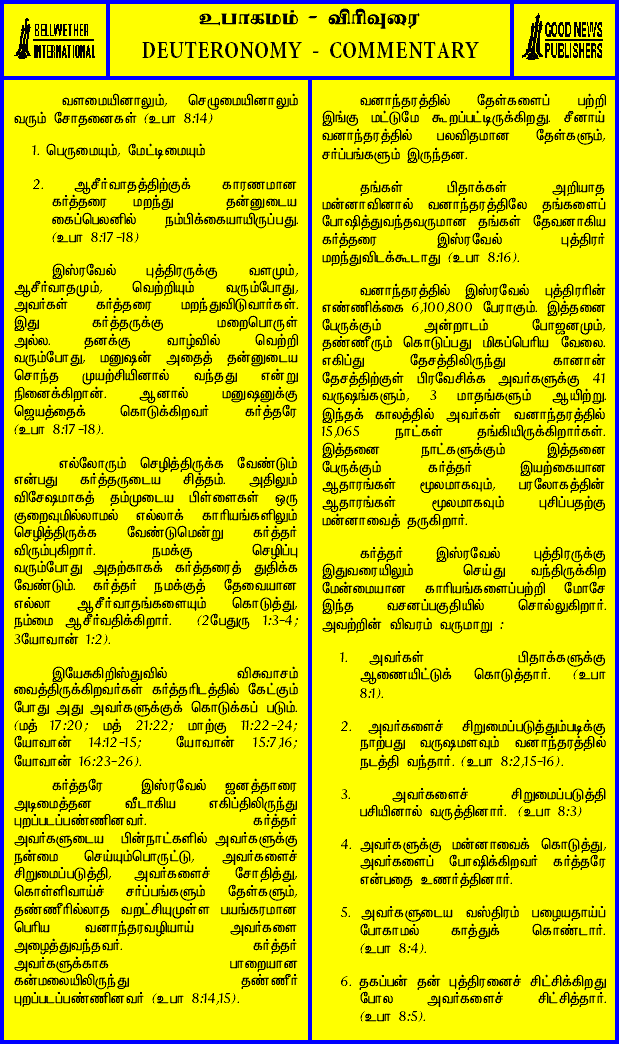 BELLWETHER
INTERNATIONAL
உபாகமம் - விரிவுரை
DEUTERONOMY - COMMENTARY
GOOD NEWS
PUBLISHERS
வளமையினாலும், செழுமையினாலும்
வரும் சோதனைகள் (உபா 8:14)
1. பெருமையும், மேட்டிமையும்
2. ஆசீர்வாதத்திற்குக் காரணமான
கர்த்தரை மறந்து தன்னுடைய
கைப்பெலனில் நம்பிக்கையாயிருப்பது.
(உபா 8:17-18)
இஸ்ரவேல் புத்திரருக்கு வளமும்,
ஆசீர்வாதமும், வெற்றியும் வரும்போது,
அவர்கள் கர்த்தரை மறந்துவிடுவார்கள்.
இது கர்த்தருக்கு மறைபொருள்
அல்ல. தனக்கு வாழ்வில் வெற்றி
வரும்போது, மனுஷன் அதைத் தன்னுடைய
சொந்த முயற்சியினால் வந்தது என்று
நினைக்கிறான். ஆனால் மனுஷனுக்கு
ஜெயத்தைக் கொடுக்கிறவர் கர்த்தரே
(உபா 8:17-18).
எல்லோரும் செழித்திருக்க வேண்டும்
என்பது கர்த்தருடைய சித்தம். அதிலும்
விசேஷமாகத் தம்முடைய பிள்ளைகள் ஒரு
குறைவுமில்லாமல் எல்லாக் காரியங்களிலும்
செழித்திருக்க வேண்டுமென்று கர்த்தர்
விரும்புகிறார். நமக்கு செழிப்பு
வரும்போது அதற்காகக் கர்த்தரைத் துதிக்க
வேண்டும். கர்த்தர் நமக்குத் தேவையான
எல்லா ஆசீர்வாதங்களையும் கொடுத்து,
நம்மை ஆசீர்வதிக்கிறார். (2பேதுரு 1:3-4;
3யோவான் 1:2).
இயேசுகிறிஸ்துவில் விசுவாசம்
வைத்திருக்கிறவர்கள் கர்த்தரிடத்தில் கேட்கும்
போது அது அவர்களுக்குக் கொடுக்கப் படும்.
(மத் 17:20; மத் 21:22; மாற்கு 11:22-24;
யோவான் 14:12-15; யோவான் 15:7,16;
யோவான் 16:23-26).
கர்த்தரே இஸ்ரவேல் ஜனத்தாரை
அடிமைத்தன வீடாகிய எகிப்திலிருந்து
புறப்படப்பண்ணினவர். கர்த்தர்
அவர்களுடைய பின்நாட்களில் அவர்களுக்கு
நன்மை செய்யும்பொருட்டு, அவர்களைச்
சிறுமைப்படுத்தி, அவர்களைச் சோதித்து,
கொள்ளிவாய்ச் சர்ப்பங்களும் தேள்களும்,
தண்ணீரில்லாத வறட்சியுமுள்ள பயங்கரமான
பெரிய வனாந்தரவழியாய் அவர்களை
அழைத்துவந்தவர். கர்த்தர்
அவர்களுக்காக பாறையான
கன்மலையிலிருந்து தண்ணீர்
புறப்படப்பண்ணினவர் (உபா 8:14,15).
வனாந்தரத்தில் தேள்களைப் பற்றி
இங்கு மட்டுமே கூறப்பட்டிருக்கிறது. சீனாய்
வனாந்தரத்தில் பலவிதமான தேள்களும்,
சர்ப்பங்களும் இருந்தன.
தங்கள் பிதாக்கள் அறியாத
மன்னாவினால் வனாந்தரத்திலே தங்களைப்
போஷித்துவந்தவருமான தங்கள் தேவனாகிய
கர்த்தரை இஸ்ரவேல் புத்திரர்
மறந்துவிடக்கூடாது (உபா 8:16).
வனாந்தரத்தில் இஸ்ரவேல் புத்திரரின்
எண்ணிக்கை 6,100,800 பேராகும். இத்தனை
பேருக்கும் அன்றாடம் போஜனமும்,
தண்ணீரும் கொடுப்பது மிகப்பெரிய வேலை.
எகிப்து தேசத்திலிருந்து கானான்
தேசத்திற்குள் பிரவேசிக்க அவர்களுக்கு 41
வருஷங்களும், 3 மாதங்களும் ஆயிற்று.
இந்தக் காலத்தில் அவர்கள் வனாந்தரத்தில்
15,065 நாட்கள் தங்கியிருக்கிறார்கள்.
இத்தனை நாட்களுக்கும் இத்தனை
பேருக்கும் கர்த்தர் இயற்கையான
ஆதாரங்கள் மூலமாகவும், பரலோகத்தின்
ஆதாரங்கள் மூலமாகவும் புசிப்பதற்கு
மன்னாவைத் தருகிறார்.
கர்த்தர் இஸ்ரவேல் புத்திரருக்கு
இதுவரையிலும் செய்து வந்திருக்கிற
மேன்மையான காரியங்களைப்பற்றி மோசே
இந்த வசனப்பகுதியில் சொல்லுகிறார்.
அவற்றின் விவரம் வருமாறு :
1. அவர்கள் பிதாக்களுக்கு
ஆணையிட்டுக் கொடுத்தார். (உபா
8:1).
2. அவர்களைச் சிறுமைப்படுத்தும்படிக்கு
நாற்பது வருஷமளவும் வனாந்தரத்தில்
நடத்தி வந்தார். (உபா 8:2,15-16).
3. அவர்களைச் சிறுமைப்படுத்தி
பசியினால் வருத்தினார். (உபா 8:3)
4. அவர்களுக்கு மன்னாவைக் கொடுத்து,
அவர்களைப் போஷிக்கிறவர் கர்த்தரே
என்பதை உணர்த்தினார்.
5. அவர்களுடைய வஸ்திரம் பழையதாய்ப்
போகாமல் காத்துக் கொண்டார்.
(உபா 8:4).
6. தகப்பன் தன் புத்திரனைச் சிட்சிக்கிறது
போல அவர்களைச் சிட்சித்தார்.
(உபா 8:5).